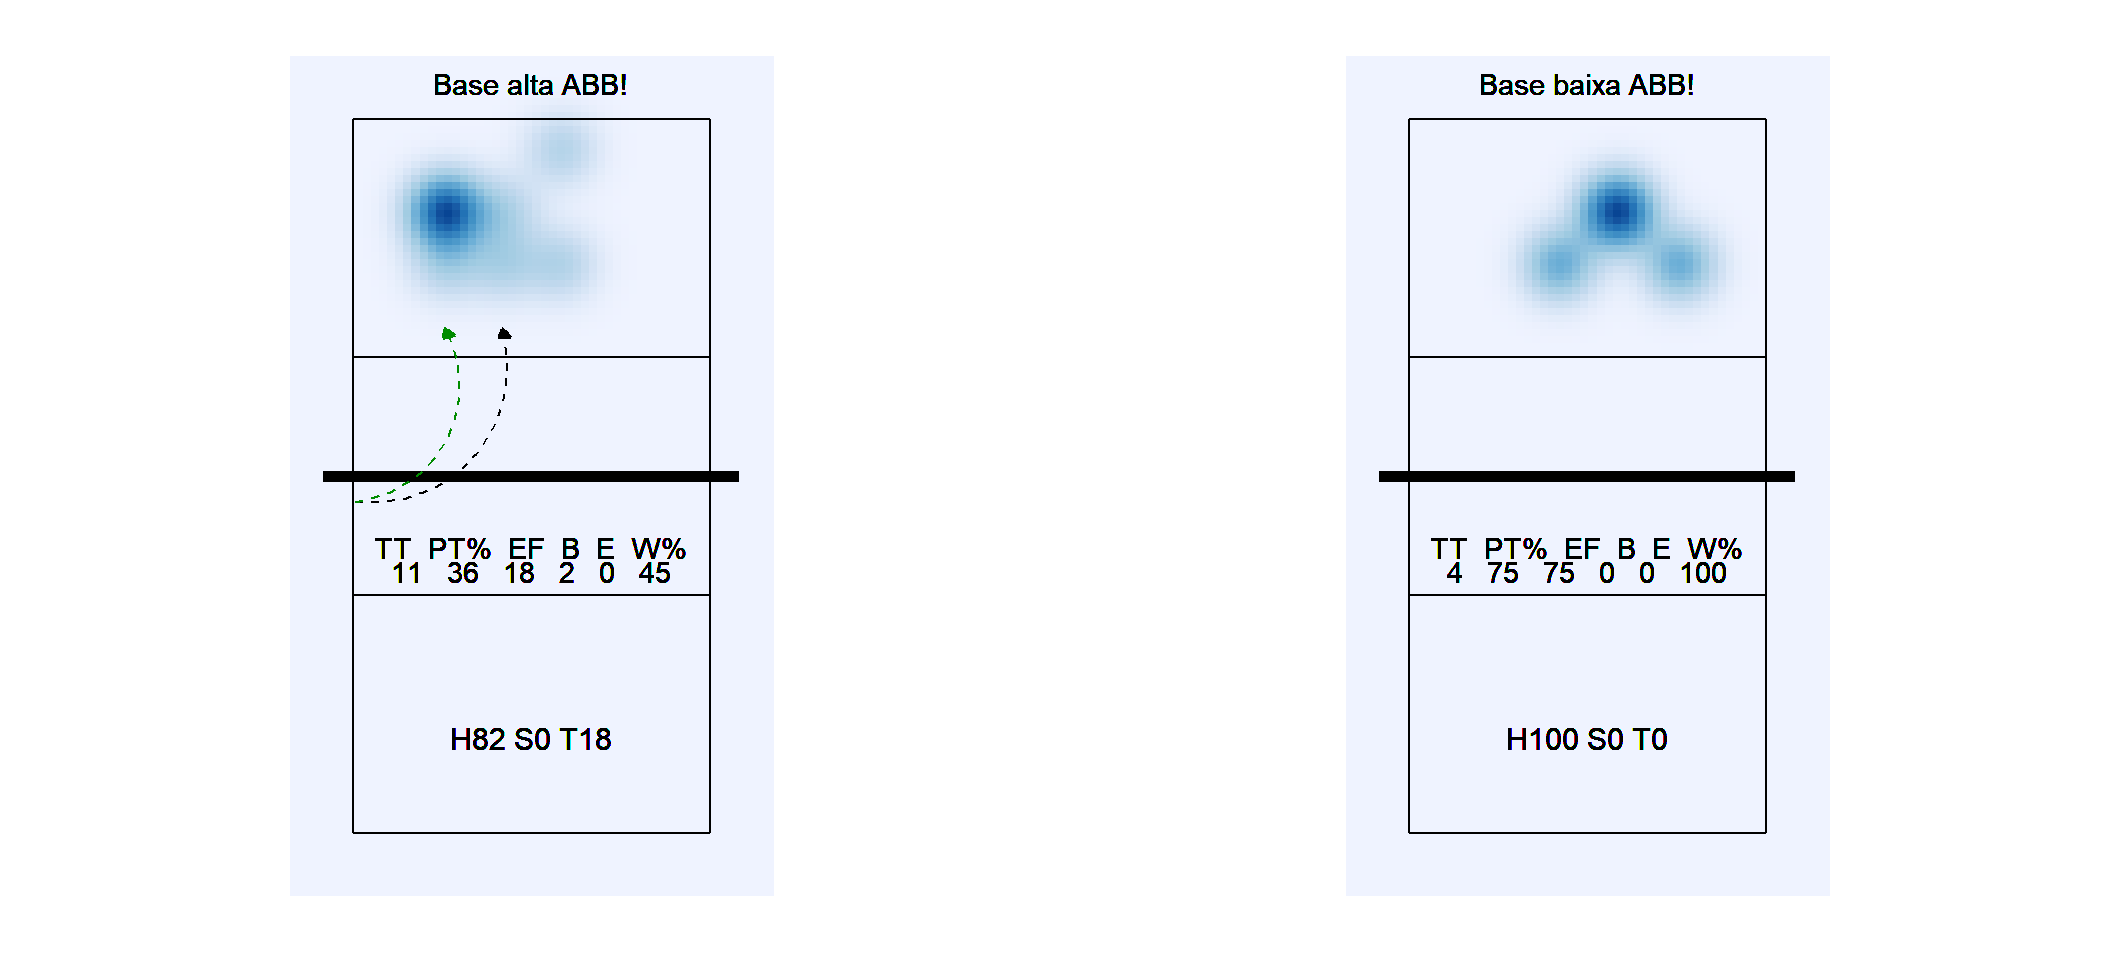 Base alta ABB!
TT PT% EF B E W%
11 36 18 2 0 45
H82 S0 T18
Base baixa ABB!
TT PT% EF B E W%
4 75 75 0 0 100
H100 S0 T0